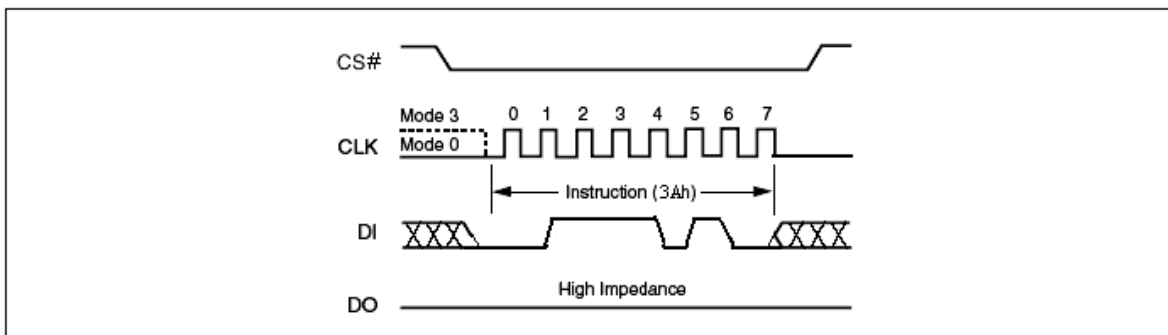 CS#
Mode 3 0 1 2 3 4 5 6 7
CLK Mode 0
Instruction (3Ah)
DI
High Impedance
DO